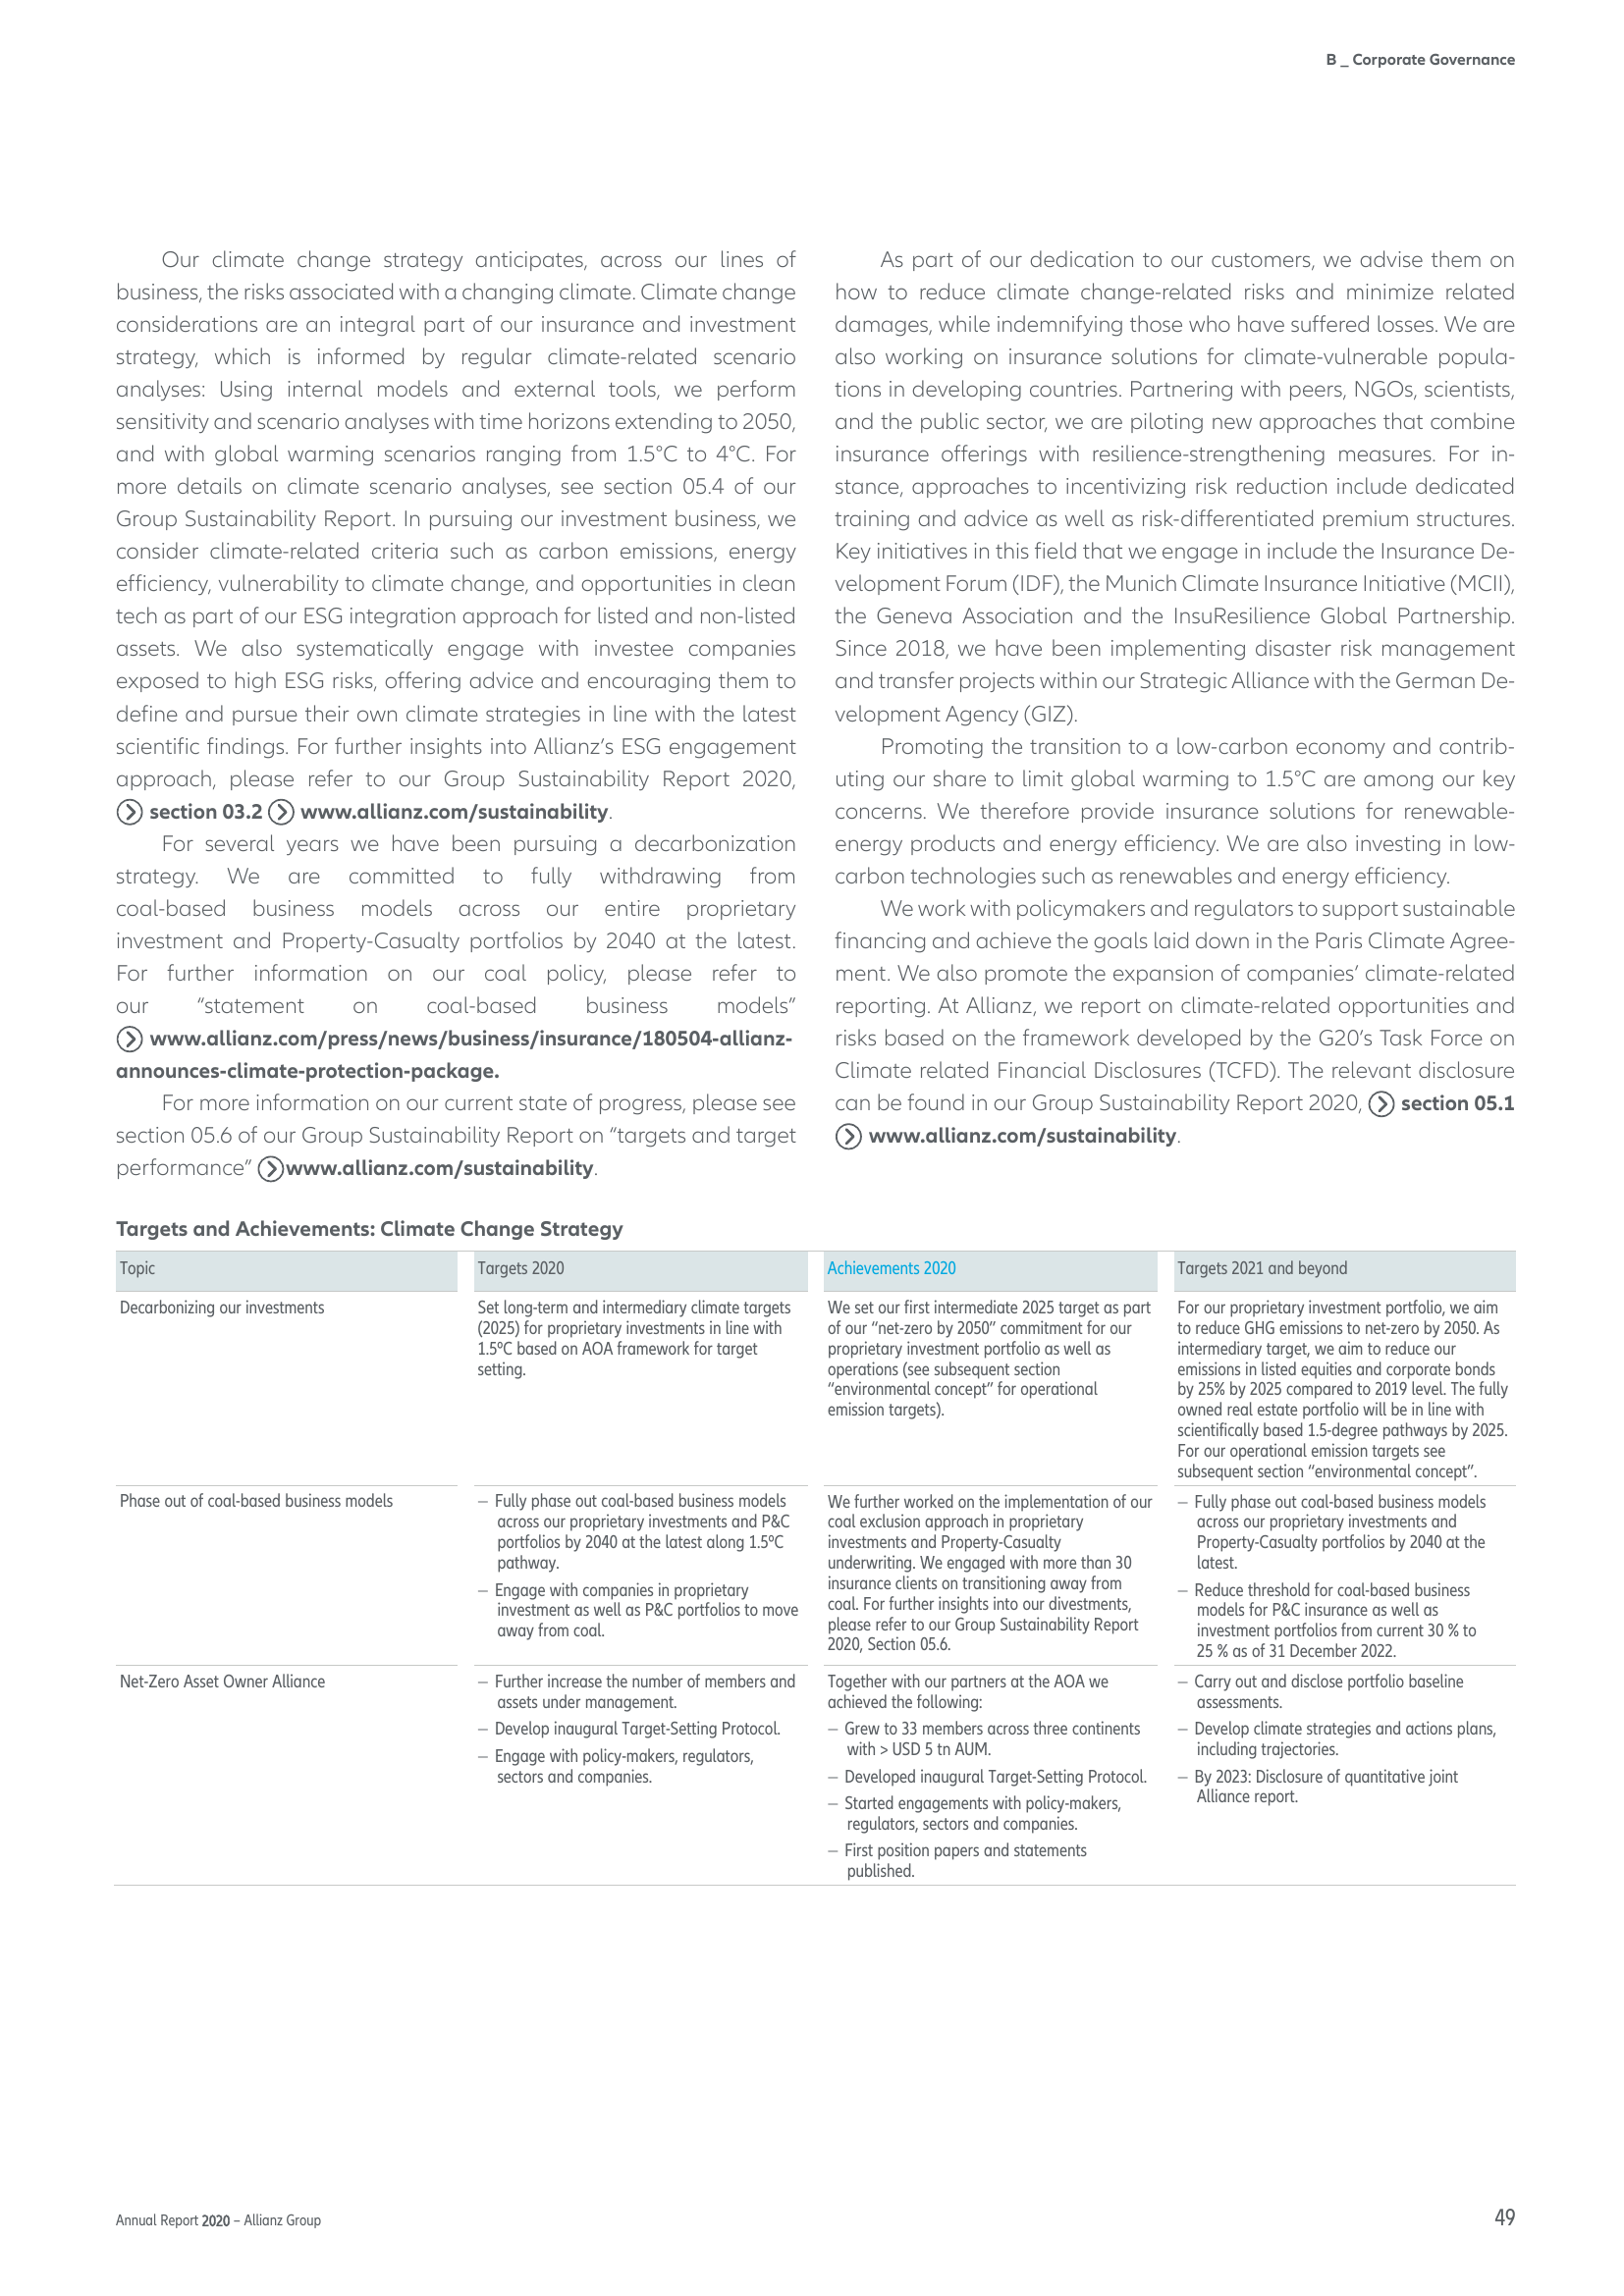 B _ Corporate Governance
Our climate change strategy anticipates, across our lines of
business, the risks associated with a changing climate. Climate change
considerations are an integral part of our insurance and investment
strategy, which is informed by regular climate-related scenario
analyses: Using internal models and external tools, we perform
sensitivity and scenario analyses with time horizons extending to 2050,
and with global warming scenarios ranging from 1.5°C to 4°C. For
more details on climate scenario analyses, see section 05.4 of our
Group Sustainability Report. In pursuing our investment business, we
consider climate-related criteria such as carbon emissions, energy
efficiency, vulnerability to climate change, and opportunities in clean
tech as part of our ESG integration approach for listed and non-listed
assets. We also systematically engage with investee companies
exposed to high ESG risks, offering advice and encouraging them to
define and pursue their own climate strategies in line with the latest
scientific findings. For further insights into Allianz’s ESG engagement
approach, please refer to our Group Sustainability Report 2020,
section 03.2 www.allianz.com/sustainability.
For several years we have been pursuing a decarbonization
strategy. We are committed to fully withdrawing from
coal-based business models across our entire proprietary
investment and Property-Casualty portfolios by 2040 at the latest.
For further information on our coal policy, please refer to
our “statement on coal-based business models”
www.allianz.com/press/news/business/insurance/180504-allianz-
announces-climate-protection-package.
For more information on our current state of progress, please see
section 05.6 of our Group Sustainability Report on “targets and target
performance” www.allianz.com/sustainability.
As part of our dedication to our customers, we advise them on
how to reduce climate change-related risks and minimize related
damages, while indemnifying those who have suffered losses. We are
also working on insurance solutions for climate-vulnerable popula-
tions in developing countries. Partnering with peers, NGOs, scientists,
and the public sector, we are piloting new approaches that combine
insurance offerings with resilience-strengthening measures. For in-
stance, approaches to incentivizing risk reduction include dedicated
training and advice as well as risk-differentiated premium structures.
Key initiatives in this field that we engage in include the Insurance De-
velopment Forum (IDF), the Munich Climate Insurance Initiative (MCII),
the Geneva Association and the InsuResilience Global Partnership.
Since 2018, we have been implementing disaster risk management
and transfer projects within our Strategic Alliance with the German De-
velopment Agency (GIZ).
Promoting the transition to a low-carbon economy and contrib-
uting our share to limit global warming to 1.5°C are among our key
concerns. We therefore provide insurance solutions for renewable-
energy products and energy efficiency. We are also investing in low-
carbon technologies such as renewables and energy efficiency.
We work with policymakers and regulators to support sustainable
financing and achieve the goals laid down in the Paris Climate Agree-
ment. We also promote the expansion of companies’ climate-related
reporting. At Allianz, we report on climate-related opportunities and
risks based on the framework developed by the G20’s Task Force on
Climate related Financial Disclosures (TCFD). The relevant disclosure
can be found in our Group Sustainability Report 2020, section 05.1
www.allianz.com/sustainability.
Targets and Achievements: Climate Change Strategy
Topic
Targets 2020
Achievements 2020
Targets 2021 and beyond
Decarbonizing our investments
Set long-term and intermediary climate targets
(2025) for proprietary investments in line with
1.5ºC based on AOA framework for target
setting.
We set our first intermediate 2025 target as part
of our “net-zero by 2050” commitment for our
proprietary investment portfolio as well as
operations (see subsequent section
“environmental concept” for operational
emission targets).
For our proprietary investment portfolio, we aim
to reduce GHG emissions to net-zero by 2050. As
intermediary target, we aim to reduce our
emissions in listed equities and corporate bonds
by 25% by 2025 compared to 2019 level. The fully
owned real estate portfolio will be in line with
scientifically based 1.5-degree pathways by 2025.
For our operational emission targets see
subsequent section “environmental concept”.
Phase out of coal-based business models
– Fully phase out coal-based business models
across our proprietary investments and P&C
portfolios by 2040 at the latest along 1.5ºC
pathway.
– Engage with companies in proprietary
investment as well as P&C portfolios to move
away from coal.
We further worked on the implementation of our
coal exclusion approach in proprietary
investments and Property-Casualty
underwriting. We engaged with more than 30
insurance clients on transitioning away from
coal. For further insights into our divestments,
please refer to our Group Sustainability Report
2020, Section 05.6.
– Fully phase out coal-based business models
across our proprietary investments and
Property-Casualty portfolios by 2040 at the
latest.
– Reduce threshold for coal-based business
models for P&C insurance as well as
investment portfolios from current 30 % to
25 % as of 31 December 2022.
Net-Zero Asset Owner Alliance
– Further increase the number of members and
assets under management.
– Develop inaugural Target-Setting Protocol.
– Engage with policy-makers, regulators,
sectors and companies.
Together with our partners at the AOA we
achieved the following:
– Grew to 33 members across three continents
with > USD 5 tn AUM.
– Developed inaugural Target-Setting Protocol.
– Started engagements with policy-makers,
regulators, sectors and companies.
– First position papers and statements
published.
– Carry out and disclose portfolio baseline
assessments.
– Develop climate strategies and actions plans,
including trajectories.
– By 2023: Disclosure of quantitative joint
Alliance report.
Annual Report 2020 – Allianz Group
49